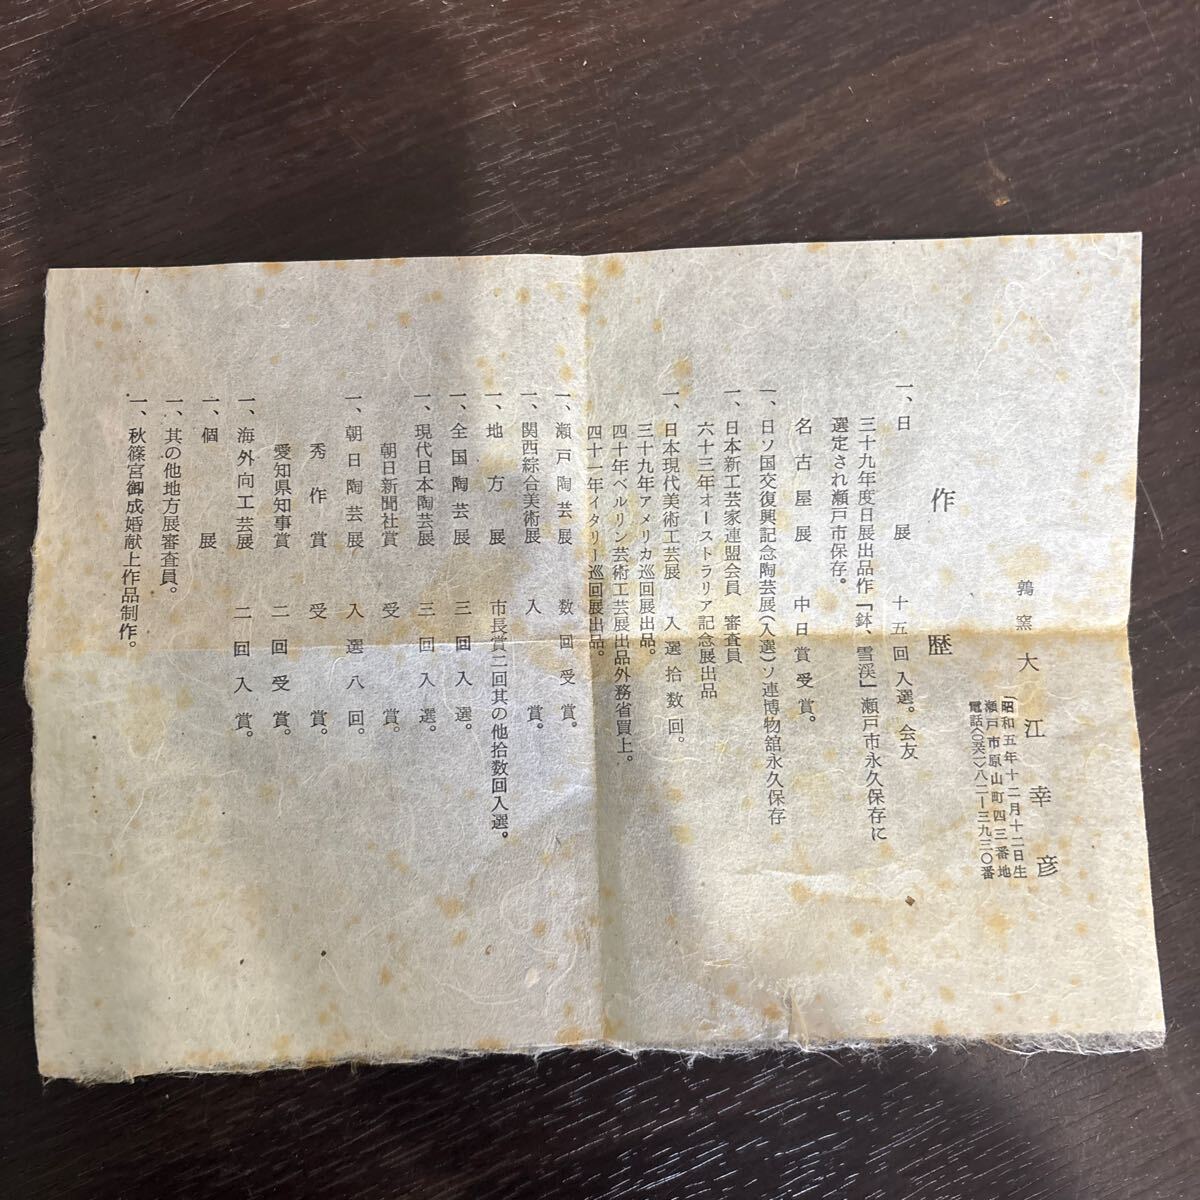 作歴
鶉窯 大江幸彦
昭和五年十二月十二日生
瀬戸市原山町四三番地
電話〈〇五六一〉八二ー三九三〇番
一、日展 十五回入選。会友
三十九年度日展出品作「鉢、雪渓」瀬戸市永久保存に
選定され瀬戸市保存。
名古屋展 中日賞受賞。
一、日ソ国交復興記念陶芸展(入選)ソ連博物舘永久保存
一、日本新工芸家連盟会員 審査員
六十三年オーストラリア記念展出品
一、日本現代美術工芸展 入選拾数回。
三十九年アメリカ巡回展出品。
四十年ベルリン芸術工芸展出品外務省買上。
四十一年イタリー巡回展出品。
一、瀬戸陶芸展 数回受賞。
一、関西綜合美術展 入賞。
一、地方展 市長賞二回其の他拾数回入選。
一、全国陶芸展 三回入選。
一、現代日本陶芸展 三回入選。
朝日新聞社賞 受賞。
一、朝日陶芸展 入選八回。
秀作賞 受賞。
愛知県知事賞 二回受賞。
一、海外向工芸展 二回入賞。
一、個展
一、其の他地方展審査員。
一、秋篠宮御成婚献上作品制作。